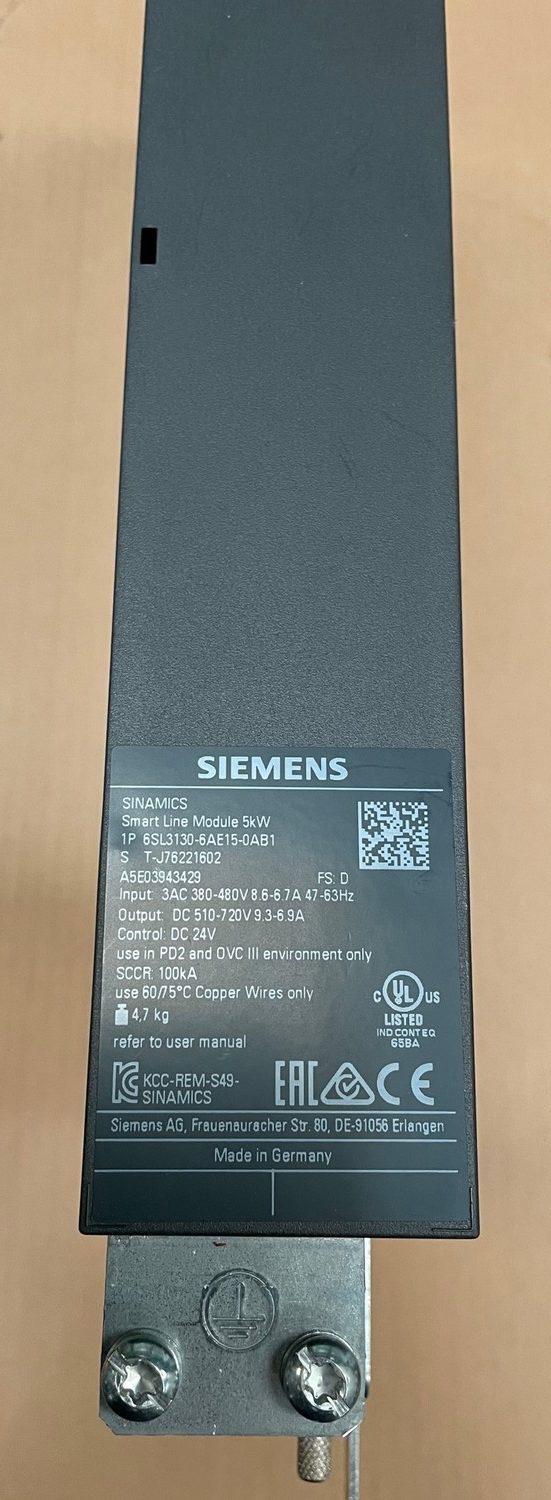 SIEMENS
SINAMICS
Smart Line Module 5kW
1P 6SL3130-6AE15-0AB1
S T-J76221602
A5E03943429 FS: D
Input: 3AC 380-480V 8.6-6.7A 47-63Hz
Output: DC 510-720V 9.3-6.9A
Control: DC 24V
use in PD2 and OVC III environment only
SCCR: 100kA
use 60/75°C Copper Wires only
C UL US
LISTED
IND CONT EQ
65BA
4,7 kg
refer to user manual
KCC-REM-S49-
SINAMICS
EAC CE
Siemens AG, Frauenauracher Str. 80, DE-91056 Erlangen
Made in Germany